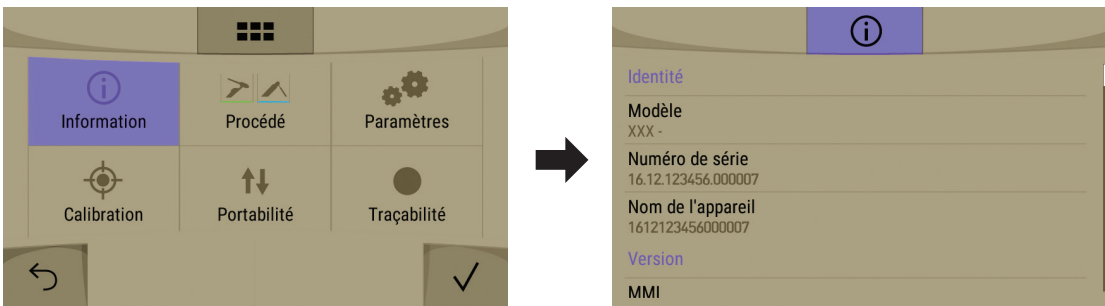 Information
Procédé
Paramètres
Calibration
Portabilité
Traçabilité
Identité
Modèle
XXX -
Numéro de série
16.12.123456.000007
Nom de l'appareil
1612123456000007
Version
MMI